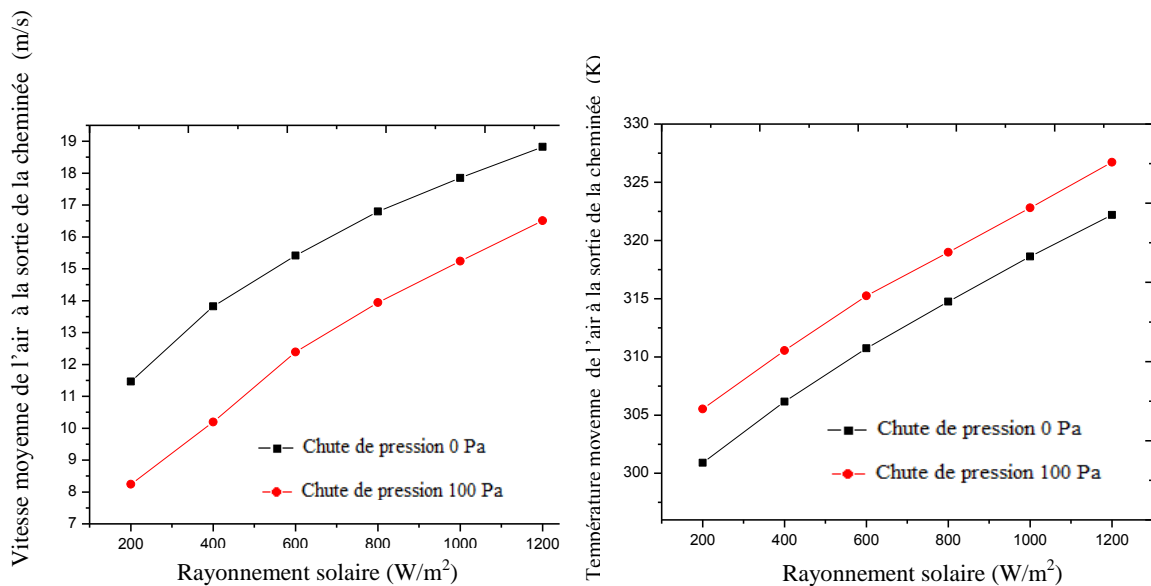 Vitesse moyenne de l'air à la sortie de la cheminée (m/s)
19
18
17
16
15
14
13
12
11
10
9
8
7
200 400 600 800 1000 1200
Rayonnement solaire (W/m²)
Chute de pression 0 Pa
Chute de pression 100 Pa
Température moyenne de l'air à la sortie de la cheminée (K)
330
325
320
315
310
305
300
200 400 600 800 1000 1200
Rayonnement solaire (W/m²)
Chute de pression 0 Pa
Chute de pression 100 Pa